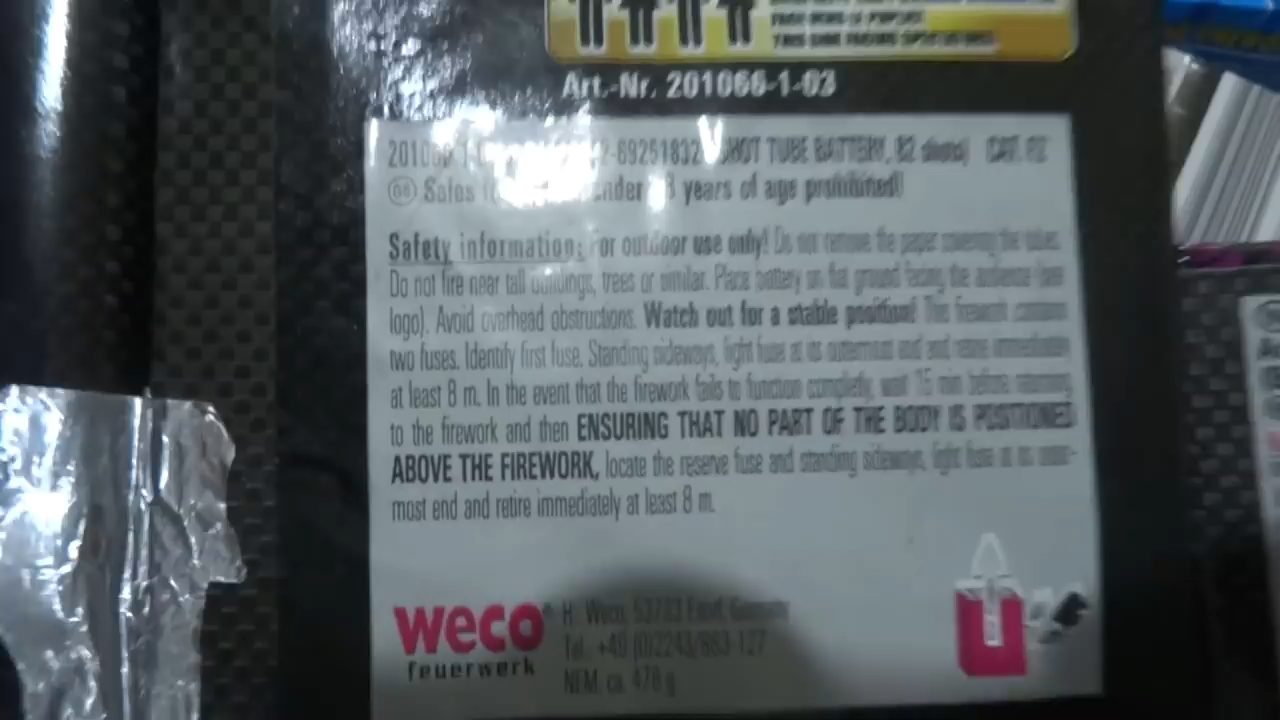 THIS SIDE FACING SPECTATORS!
Art.-Nr. 201066-1-03
SHOT TUBE BATTERY, 82 shots) CAT. F2
GB Sales years of age prohibited!
Safety information: For outdoor use only! Do not remove the paper covering the tubes.
Do not fire near tall buildings, trees or similar. Place battery on flat ground facing the audience (see
logo). Avoid overhead obstructions. Watch out for a stable position! This firework contains
two fuses. Identify first fuse. Standing sideways, light fuse at its outermost end and retire immediately
at least 8 m. In the event that the firework fails to function completly, wait 15 min before returning
to the firework and then ENSURING THAT NO PART OF THE BODY IS POSITIONED
ABOVE THE FIREWORK, locate the reserve fuse and standing sideways, light fuse at its outer-
most end and retire immediately at least 8 m.
weco®
feuerwerk
H. Weco, 53783 Eitorf, Germany
Tel. +49 (0)2243/883-127
NEM: ca. 476 g